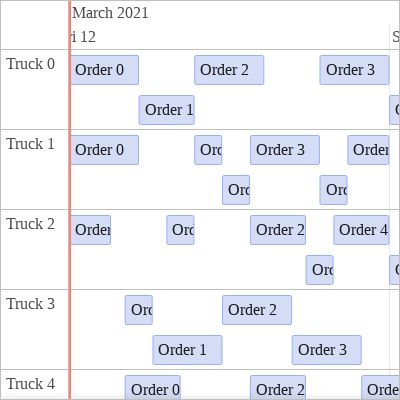 March 2021
ri 12
S
Truck 0
Order 0
Order 2
Order 3
Order 1
Truck 1
Order 0
Orc
Order 3
Order
Orc
Orc
Truck 2
Order
Orc
Order 2
Order 4
Orc
Truck 3
Orc
Order 2
Order 1
Order 3
Truck 4
Order 0
Order 2
Orde